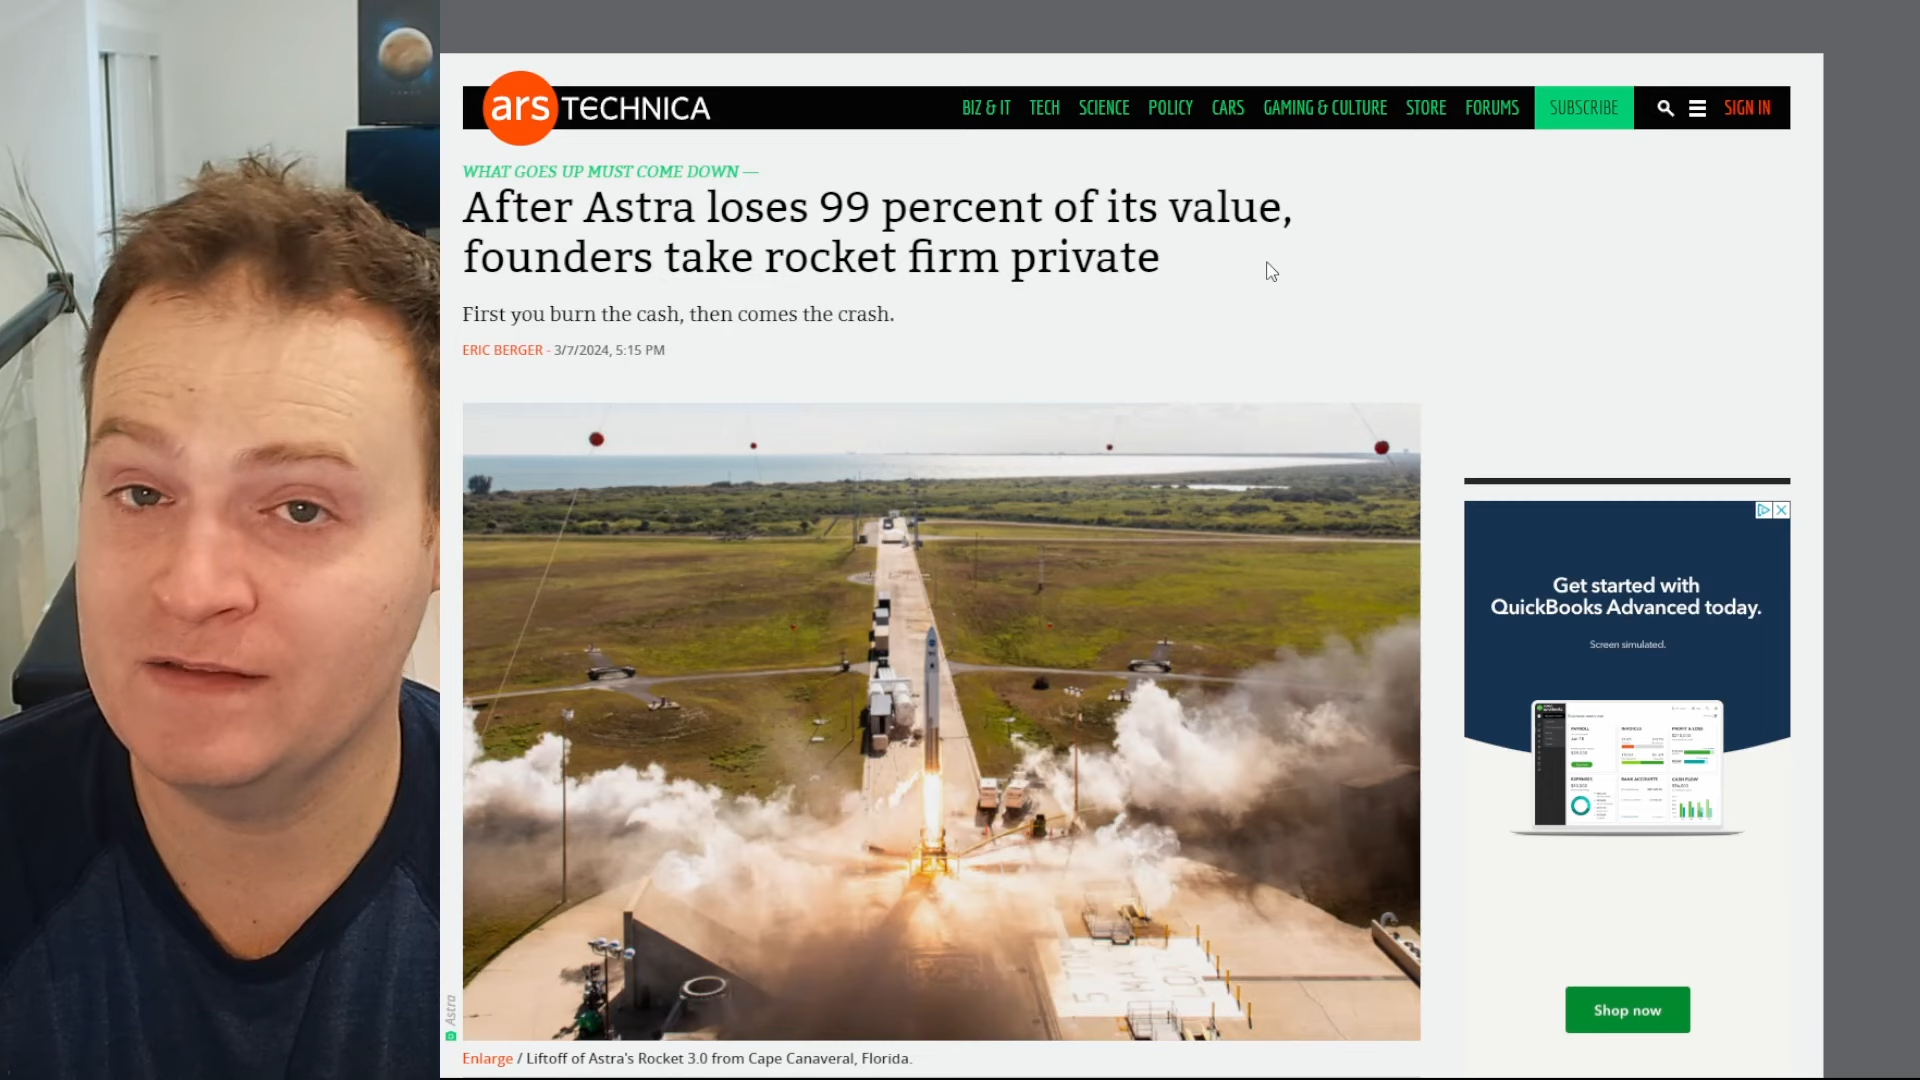 ars TECHNICA
BIZ & IT TECH SCIENCE POLICY CARS GAMING & CULTURE STORE FORUMS SUBSCRIBE SIGN IN
WHAT GOES UP MUST COME DOWN —
After Astra loses 99 percent of its value,
founders take rocket firm private
First you burn the cash, then comes the crash.
ERIC BERGER - 3/7/2024, 5:15 PM
Get started with
QuickBooks Advanced today.
Screen simulated.
Shop now
Astra
Enlarge / Liftoff of Astra's Rocket 3.0 from Cape Canaveral, Florida.